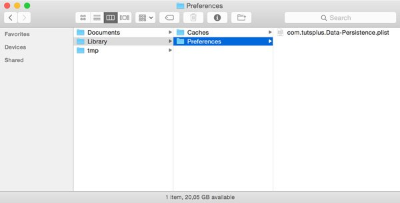 Preferences
Search
Favorites
Devices
Shared
Documents
Library
tmp
Caches
Preferences
com.tutsplus.Data-Persistence.plist
1 item, 20,05 GB available